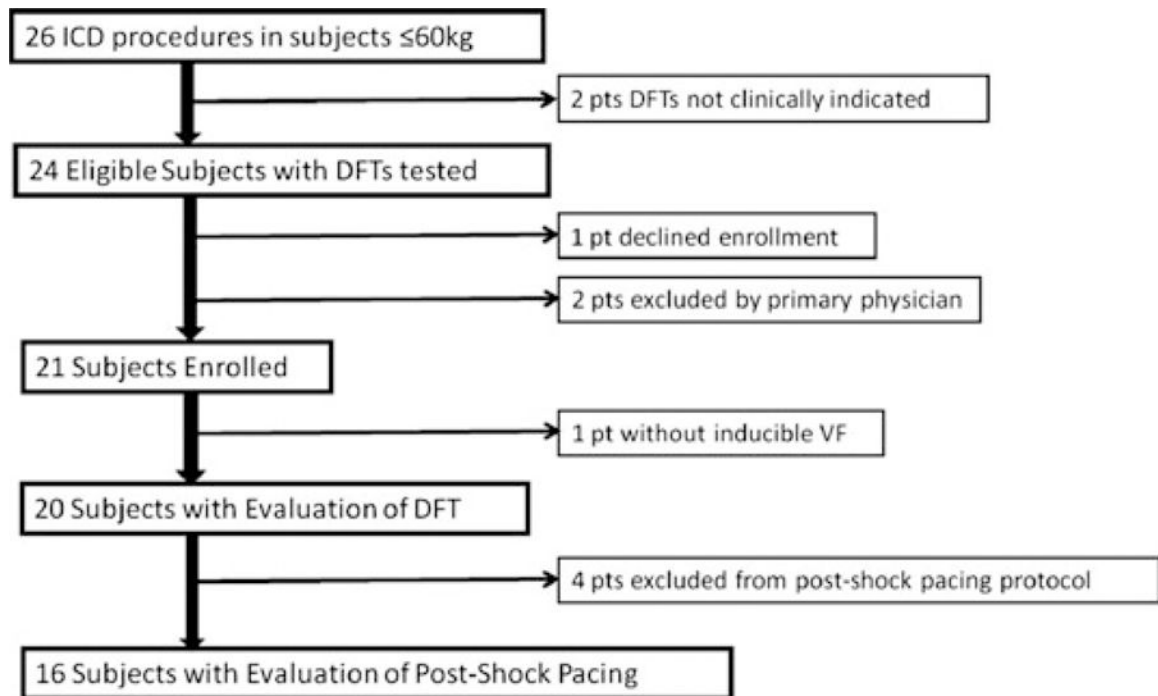 26 ICD procedures in subjects ≤60kg
2 pts DFTs not clinically indicated
24 Eligible Subjects with DFTs tested
1 pt declined enrollment
2 pts excluded by primary physician
21 Subjects Enrolled
1 pt without inducible VF
20 Subjects with Evaluation of DFT
4 pts excluded from post-shock pacing protocol
16 Subjects with Evaluation of Post-Shock Pacing